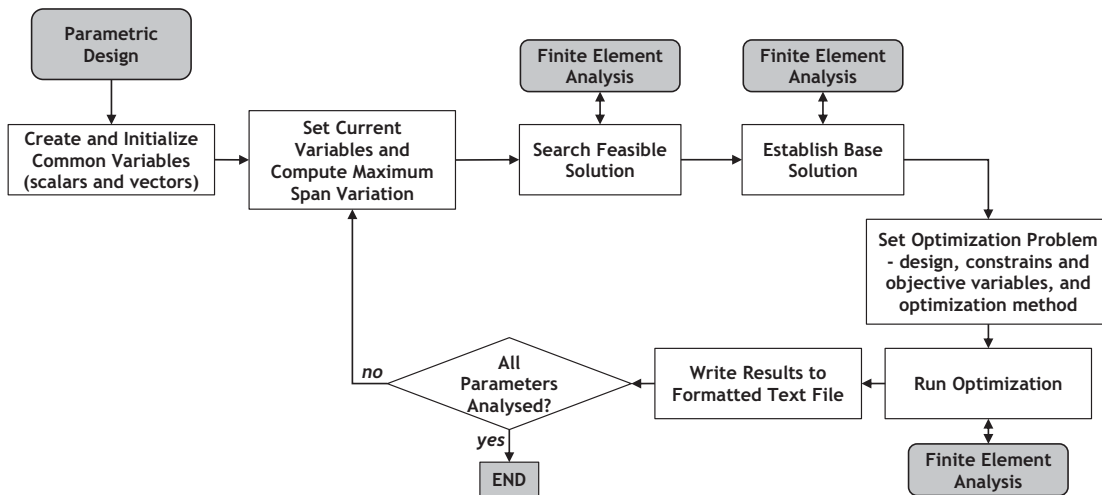 Parametric
Design
Finite Element
Analysis
Finite Element
Analysis
Create and Initialize
Common Variables
(scalars and vectors)
Set Current
Variables and
Compute Maximum
Span Variation
Search Feasible
Solution
Establish Base
Solution
Set Optimization Problem
- design, constrains and
objective variables, and
optimization method
Run Optimization
Write Results to
Formatted Text File
All
Parameters
Analysed?
no
yes
END
Finite Element
Analysis